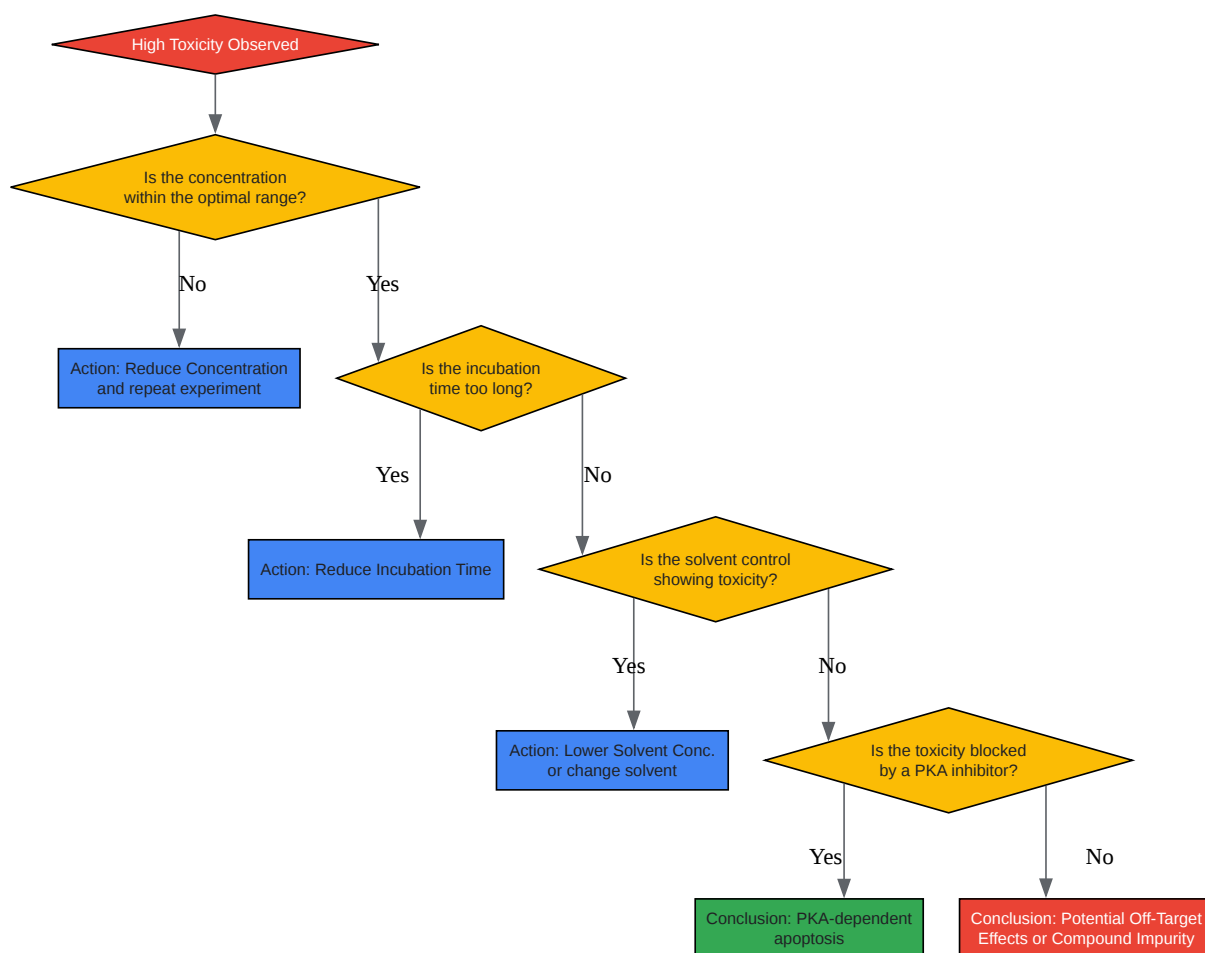 High Toxicity Observed
Is the concentration
within the optimal range?
No
Yes
Action: Reduce Concentration
and repeat experiment
Is the incubation
time too long?
Yes
No
Action: Reduce Incubation Time
Is the solvent control
showing toxicity?
Yes
No
Action: Lower Solvent Conc.
or change solvent
Is the toxicity blocked
by a PKA inhibitor?
Yes
No
Conclusion: PKA-dependent
apoptosis
Conclusion: Potential Off-Target
Effects or Compound Impurity